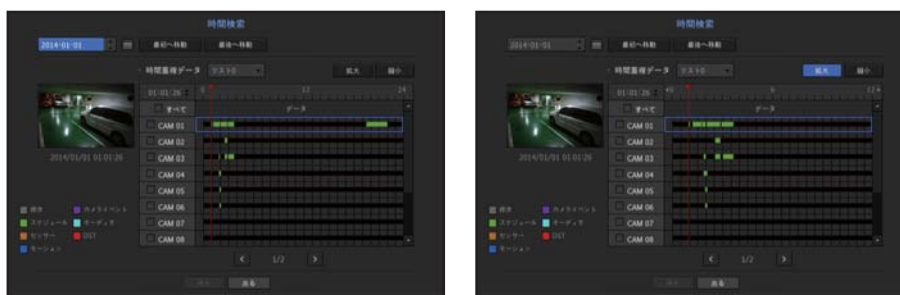 時間検索
2014-01-01
最初へ移動 最後へ移動
時間重複データ リスト0 拡大 縮小
01:01:26 0 12 24
すべて データ
CAM 01
CAM 02
CAM 03
CAM 04
CAM 05
CAM 06
CAM 07
CAM 08
2014/01/01 01:01:26
標準 カメライベント
スケジュール オーディオ
センサー DST
モーション
1/2
戻る
時間検索
2014-01-01
最初へ移動 最後へ移動
時間重複データ リスト0 拡大 縮小
01:01:26 0 6 12
すべて データ
CAM 01
CAM 02
CAM 03
CAM 04
CAM 05
CAM 06
CAM 07
CAM 08
2014/01/01 01:01:26
標準 カメライベント
スケジュール オーディオ
センサー DST
モーション
1/2
戻る